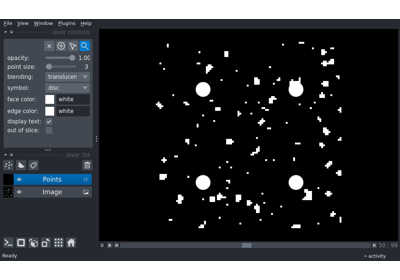 File View Window Plugins Help
layer controls
opacity: 1.00
point size: 3
blending: translucen
symbol: disc
face color: white
edge color: white
display text:
out of slice:
layer list
Points
Image
0 50 99
Ready activity